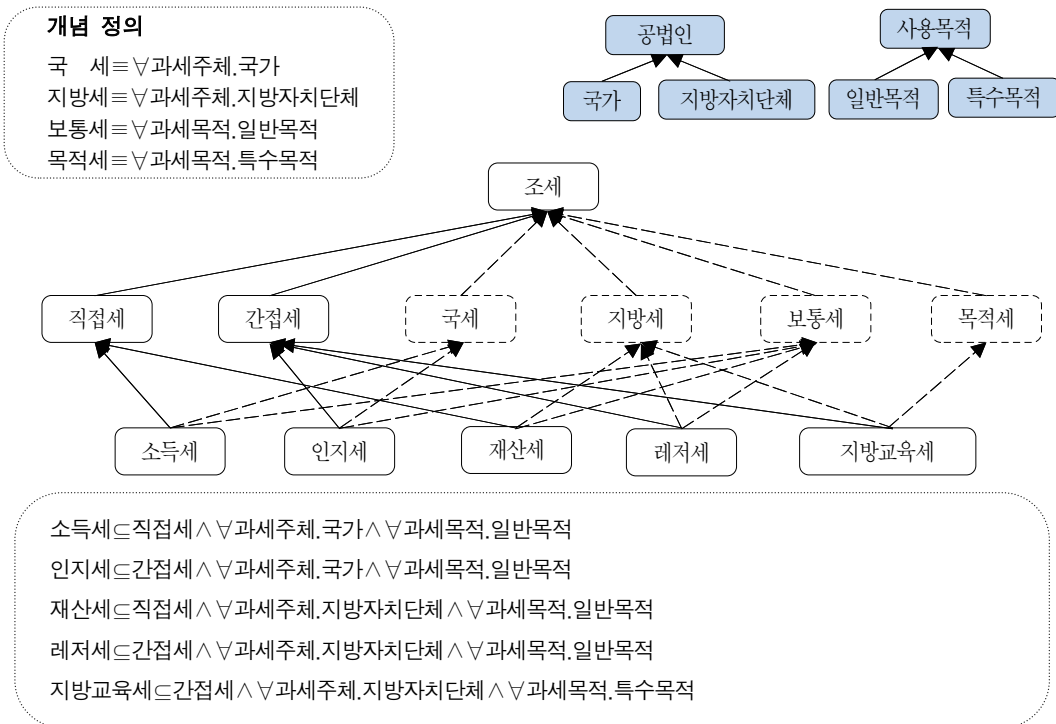 개념 정의
국 세≡∀과세주체.국가
지방세≡∀과세주체.지방자치단체
보통세≡∀과세목적.일반목적
목적세≡∀과세목적.특수목적
공법인
사용목적
국가
지방자치단체
일반목적
특수목적
조세
직접세
간접세
국세
지방세
보통세
목적세
소득세
인지세
재산세
레저세
지방교육세
소득세⊆직접세∧∀과세주체.국가∧∀과세목적.일반목적
인지세⊆간접세∧∀과세주체.국가∧∀과세목적.일반목적
재산세⊆직접세∧∀과세주체.지방자치단체∧∀과세목적.일반목적
레저세⊆간접세∧∀과세주체.지방자치단체∧∀과세목적.일반목적
지방교육세⊆간접세∧∀과세주체.지방자치단체∧∀과세목적.특수목적